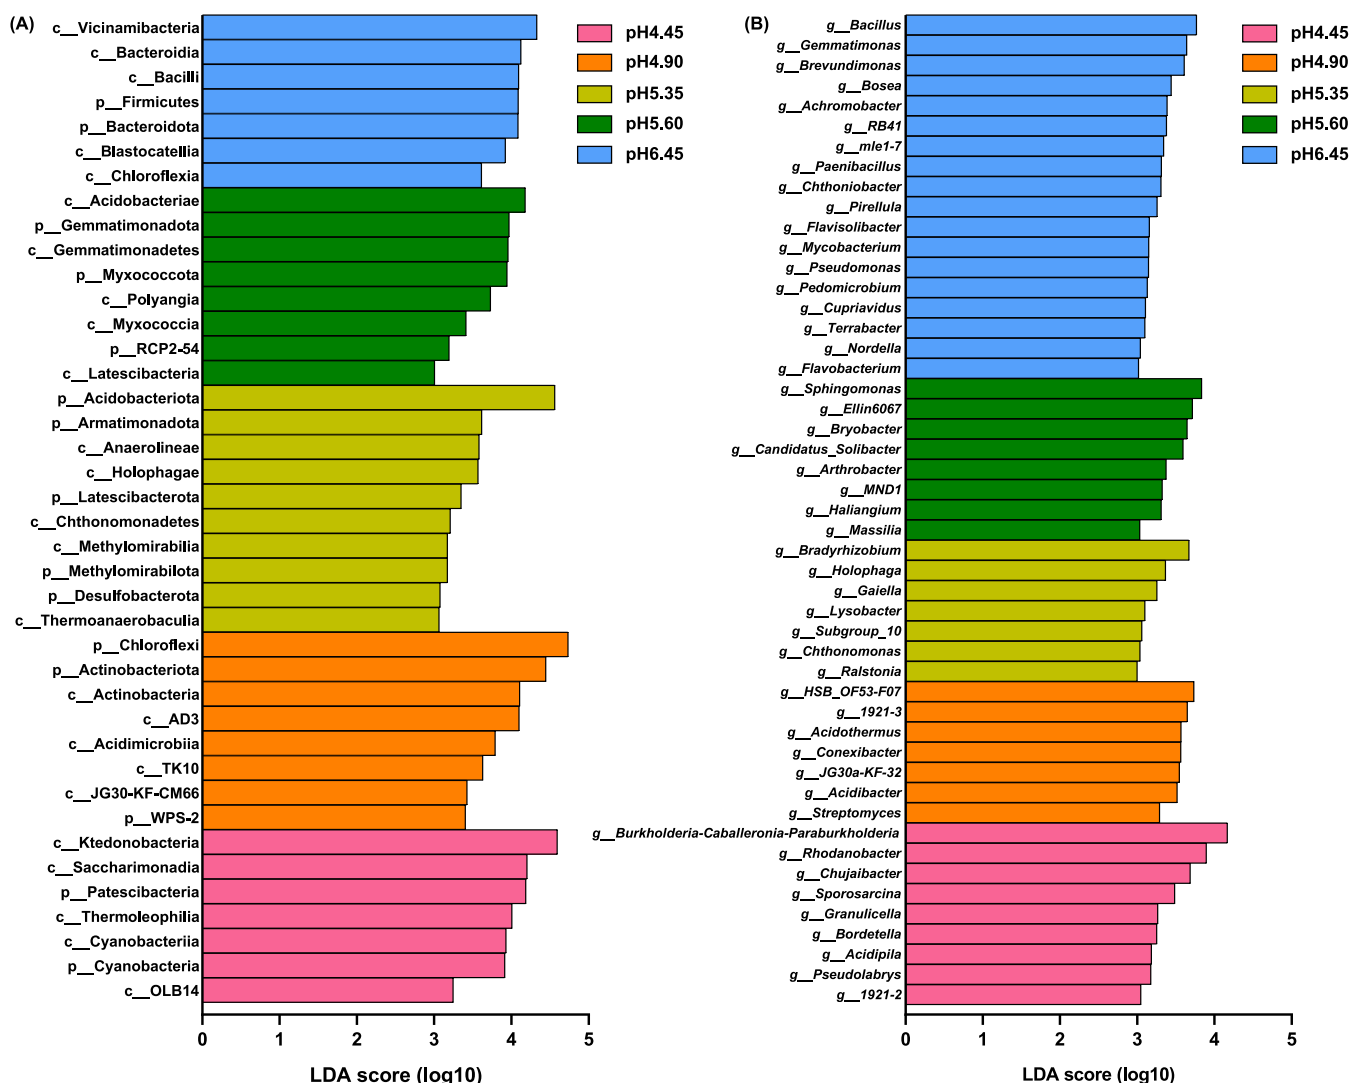 (A)
c__Vicinamibacteria
c__Bacteroidia
c__Bacilli
p__Firmicutes
p__Bacteroidota
c__Blastocatellia
c__Chloroflexia
c__Acidobacteriae
p__Gemmatimonadota
c__Gemmatimonadetes
p__Myxococcota
c__Polyangia
c__Myxococcia
p__RCP2-54
c__Latescibacteria
p__Acidobacteriota
p__Armatimonadota
c__Anaerolineae
c__Holophagae
p__Latescibacterota
c__Chthonomonadetes
c__Methylomirabilia
p__Methylomirabilota
p__Desulfobacterota
c__Thermoanaerobaculia
p__Chloroflexi
p__Actinobacteriota
c__Actinobacteria
c__AD3
c__Acidimicrobiia
c__TK10
c__JG30-KF-CM66
p__WPS-2
c__Ktedonobacteria
c__Saccharimonadia
p__Patescibacteria
c__Thermoleophilia
c__Cyanobacteriia
p__Cyanobacteria
c__OLB14
0 1 2 3 4 5
LDA score (log10)
pH4.45
pH4.90
pH5.35
pH5.60
pH6.45
(B)
g__Bacillus
g__Gemmatimonas
g__Brevundimonas
g__Bosea
g__Achromobacter
g__RB41
g__mle1-7
g__Paenibacillus
g__Chthoniobacter
g__Pirellula
g__Flavisolibacter
g__Mycobacterium
g__Pseudomonas
g__Pedomicrobium
g__Cupriavidus
g__Terrabacter
g__Nordella
g__Flavobacterium
g__Sphingomonas
g__Ellin6067
g__Bryobacter
g__Candidatus_Solibacter
g__Arthrobacter
g__MND1
g__Haliangium
g__Massilia
g__Bradyrhizobium
g__Holophaga
g__Gaiella
g__Lysobacter
g__Subgroup_10
g__Chthonomonas
g__Ralstonia
g__HSB_OF53-F07
g__1921-3
g__Acidothermus
g__Conexibacter
g__JG30a-KF-32
g__Acidibacter
g__Streptomyces
g__Burkholderia-Caballeronia-Paraburkholderia
g__Rhodanobacter
g__Chujaibacter
g__Sporosarcina
g__Granulicella
g__Bordetella
g__Acidipila
g__Pseudolabrys
g__1921-2
0 1 2 3 4 5
LDA score (log10)
pH4.45
pH4.90
pH5.35
pH5.60
pH6.45